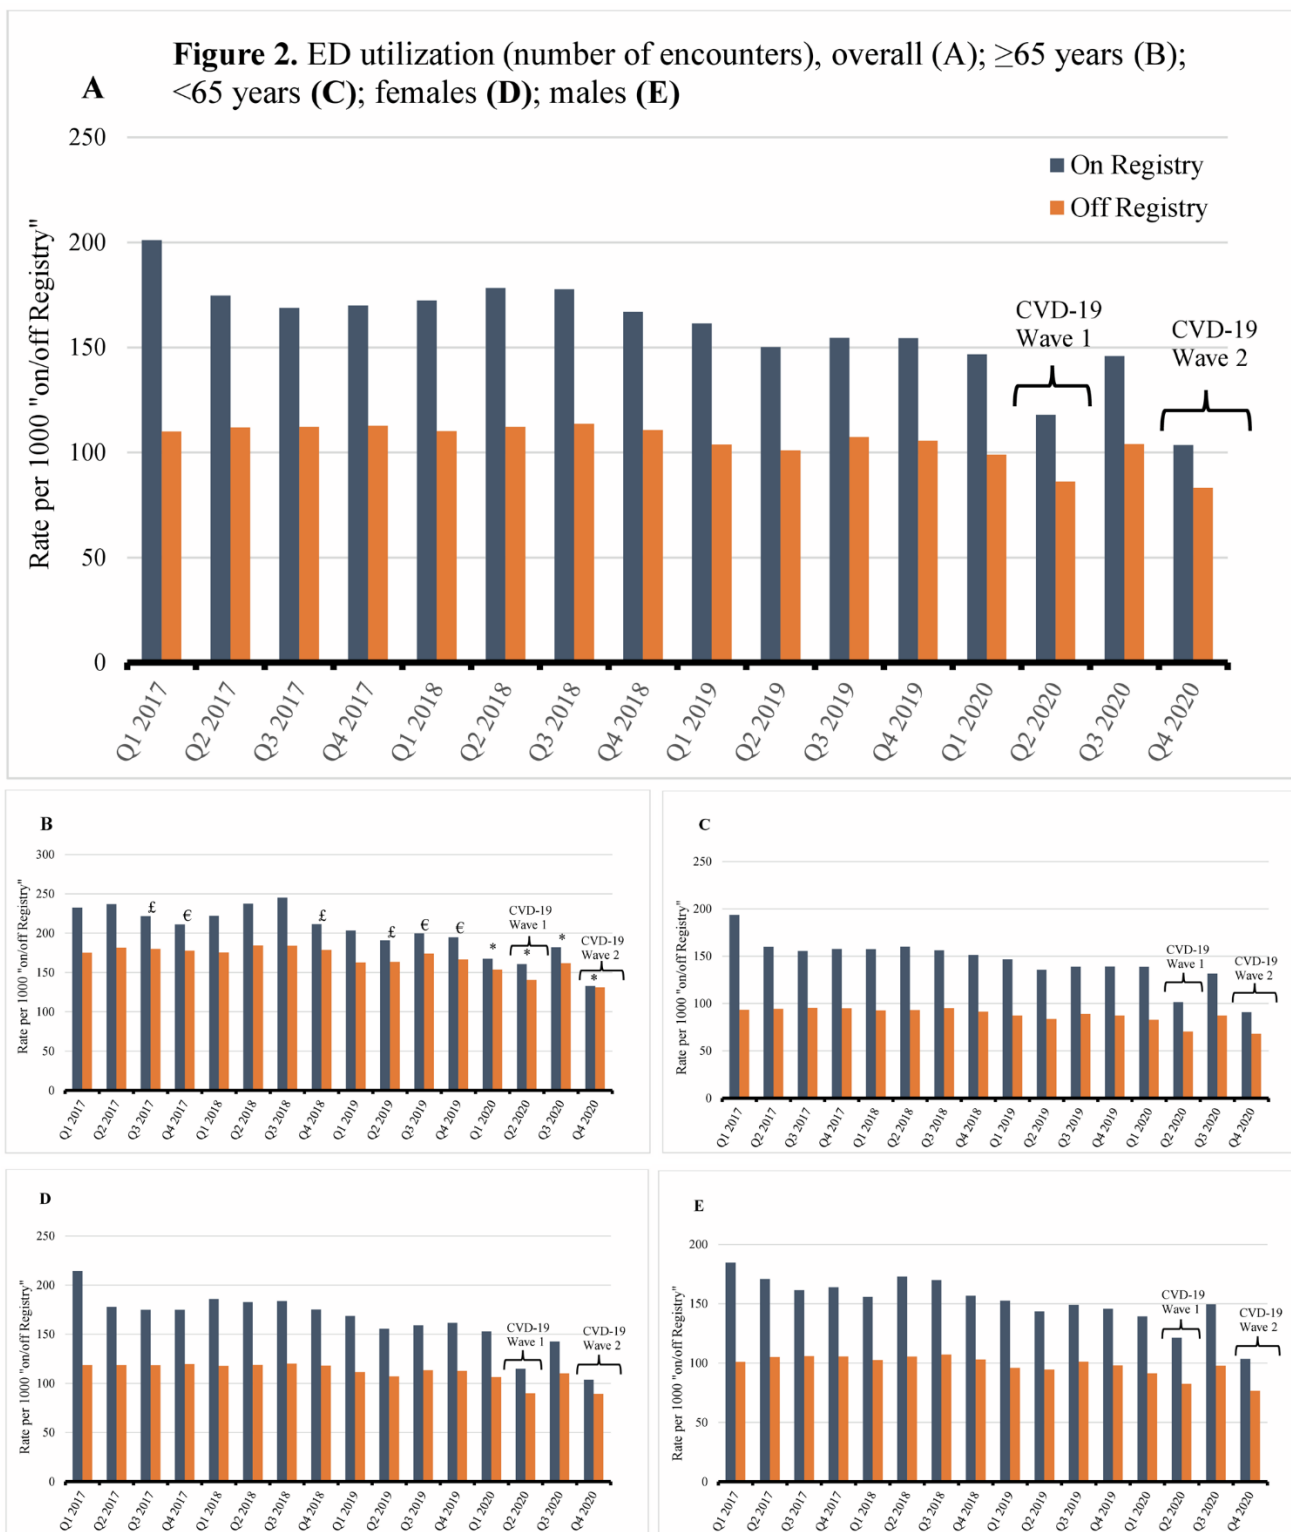 Figure 2. ED utilization (number of encounters), overall (A); ≥65 years (B);
<65 years (C); females (D); males (E)
A
250
200
150
100
50
0
Rate per 1000 "on/off Registry"
On Registry
Off Registry
CVD-19
Wave 1
CVD-19
Wave 2
Q1 2017
Q2 2017
Q3 2017
Q4 2017
Q1 2018
Q2 2018
Q3 2018
Q4 2018
Q1 2019
Q2 2019
Q3 2019
Q4 2019
Q1 2020
Q2 2020
Q3 2020
Q4 2020
B
300
250
200
150
100
50
0
Rate per 1000 "on/off Registry"
£
€
£
£
€
€
*
*
*
*
CVD-19
Wave 1
CVD-19
Wave 2
Q1 2017
Q2 2017
Q3 2017
Q4 2017
Q1 2018
Q2 2018
Q3 2018
Q4 2018
Q1 2019
Q2 2019
Q3 2019
Q4 2019
Q1 2020
Q2 2020
Q3 2020
Q4 2020
C
250
200
150
100
50
0
Rate per 1000 "on/off Registry"
CVD-19
Wave 1
CVD-19
Wave 2
Q1 2017
Q2 2017
Q3 2017
Q4 2017
Q1 2018
Q2 2018
Q3 2018
Q4 2018
Q1 2019
Q2 2019
Q3 2019
Q4 2019
Q1 2020
Q2 2020
Q3 2020
Q4 2020
D
250
200
150
100
50
0
Rate per 1000 "on/off Registry"
CVD-19
Wave 1
CVD-19
Wave 2
Q1 2017
Q2 2017
Q3 2017
Q4 2017
Q1 2018
Q2 2018
Q3 2018
Q4 2018
Q1 2019
Q2 2019
Q3 2019
Q4 2019
Q1 2020
Q2 2020
Q3 2020
Q4 2020
E
200
150
100
50
0
Rate per 1000 "on/off Registry"
CVD-19
Wave 1
CVD-19
Wave 2
Q1 2017
Q2 2017
Q3 2017
Q4 2017
Q1 2018
Q2 2018
Q3 2018
Q4 2018
Q1 2019
Q2 2019
Q3 2019
Q4 2019
Q1 2020
Q2 2020
Q3 2020
Q4 2020